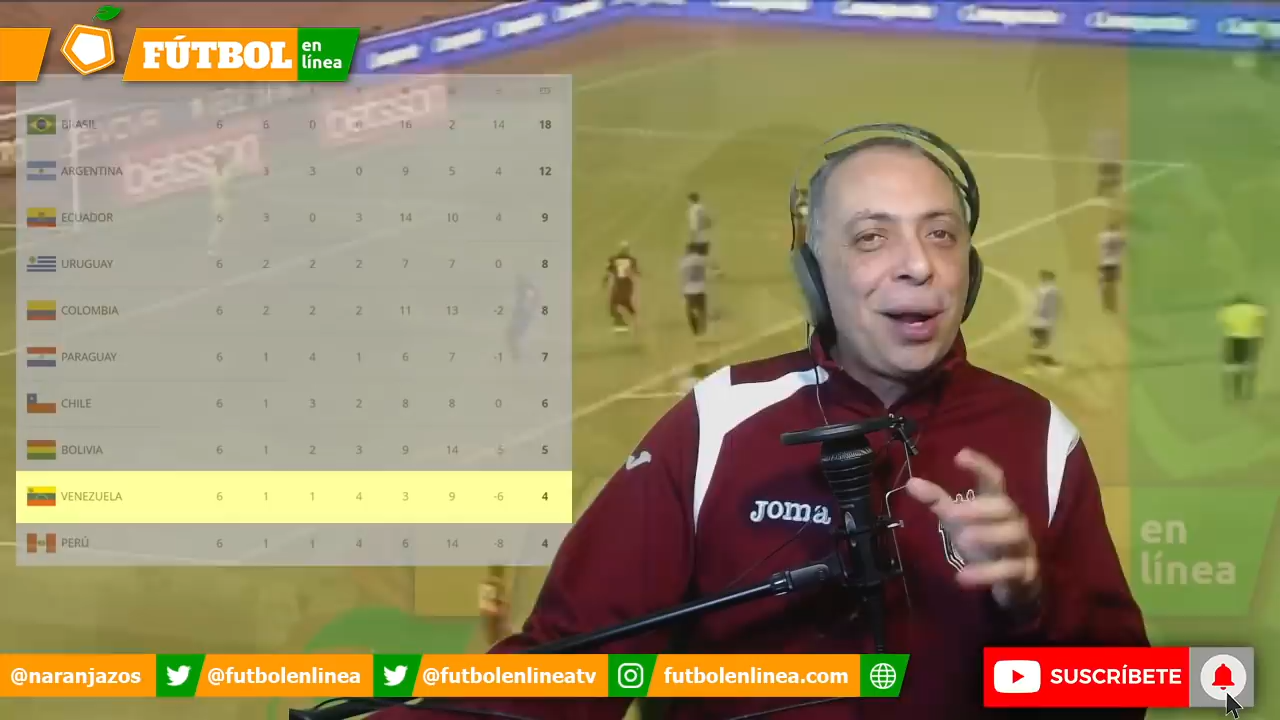 FÚTBOL
en
línea
betsson
betsson
BRASIL 6 6 0 0 16 2 14 18
ARGENTINA 3 3 0 9 5 4 12
ECUADOR 6 3 0 3 14 10 4 9
URUGUAY 6 2 2 2 7 7 0 8
COLOMBIA 6 2 2 2 11 13 -2 8
PARAGUAY 6 1 4 1 6 7 -1 7
CHILE 6 1 3 2 8 8 0 6
BOLIVIA 6 1 2 3 9 14 5 5
VENEZUELA 6 1 1 4 3 9 -6 4
PERÚ 6 1 1 4 6 14 -8 4
joma
en
línea
@naranjazos @futbolenlinea @futbolenlineatv futbolenlinea.com
SUSCRÍBETE